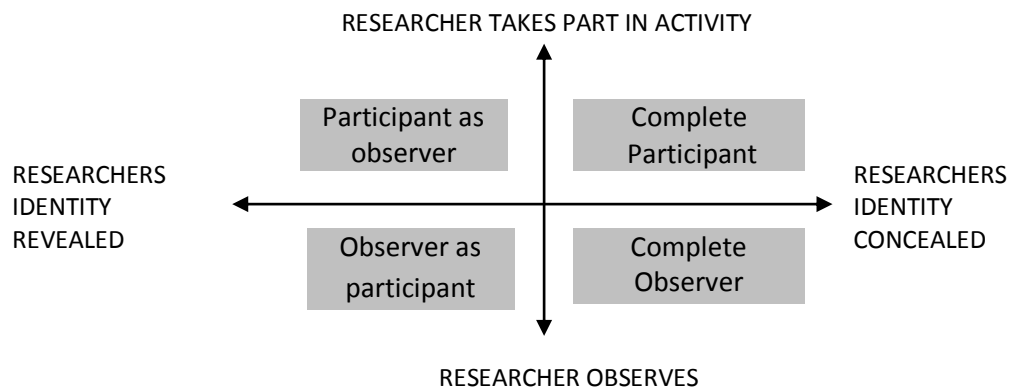 RESEARCHER TAKES PART IN ACTIVITY
Participant as
observer
Complete
Participant
RESEARCHERS
IDENTITY
REVEALED
RESEARCHERS
IDENTITY
CONCEALED
Observer as
participant
Complete
Observer
RESEARCHER OBSERVES